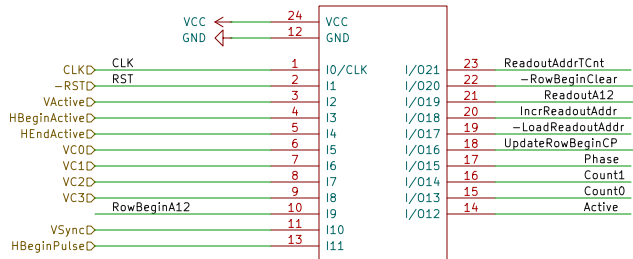 VCC 24 VCC
GND 12 GND
CLK CLK 1 I0/CLK I/O21 23 ReadoutAddrTCnt
-RST RST 2 I1 I/O20 22 -RowBeginClear
VActive 3 I2 I/O19 21 ReadoutA12
HBeginActive 4 I3 I/O18 20 IncrReadoutAddr
HEndActive 5 I4 I/O17 19 -LoadReadoutAddr
VC0 6 I5 I/O16 18 UpdateRowBeginCP
VC1 7 I6 I/O15 17 Phase
VC2 8 I7 I/O14 16 Count1
VC3 9 I8 I/O13 15 Count0
RowBeginA12 10 I9 I/O12 14 Active
VSync 11 I10
HBeginPulse 13 I11